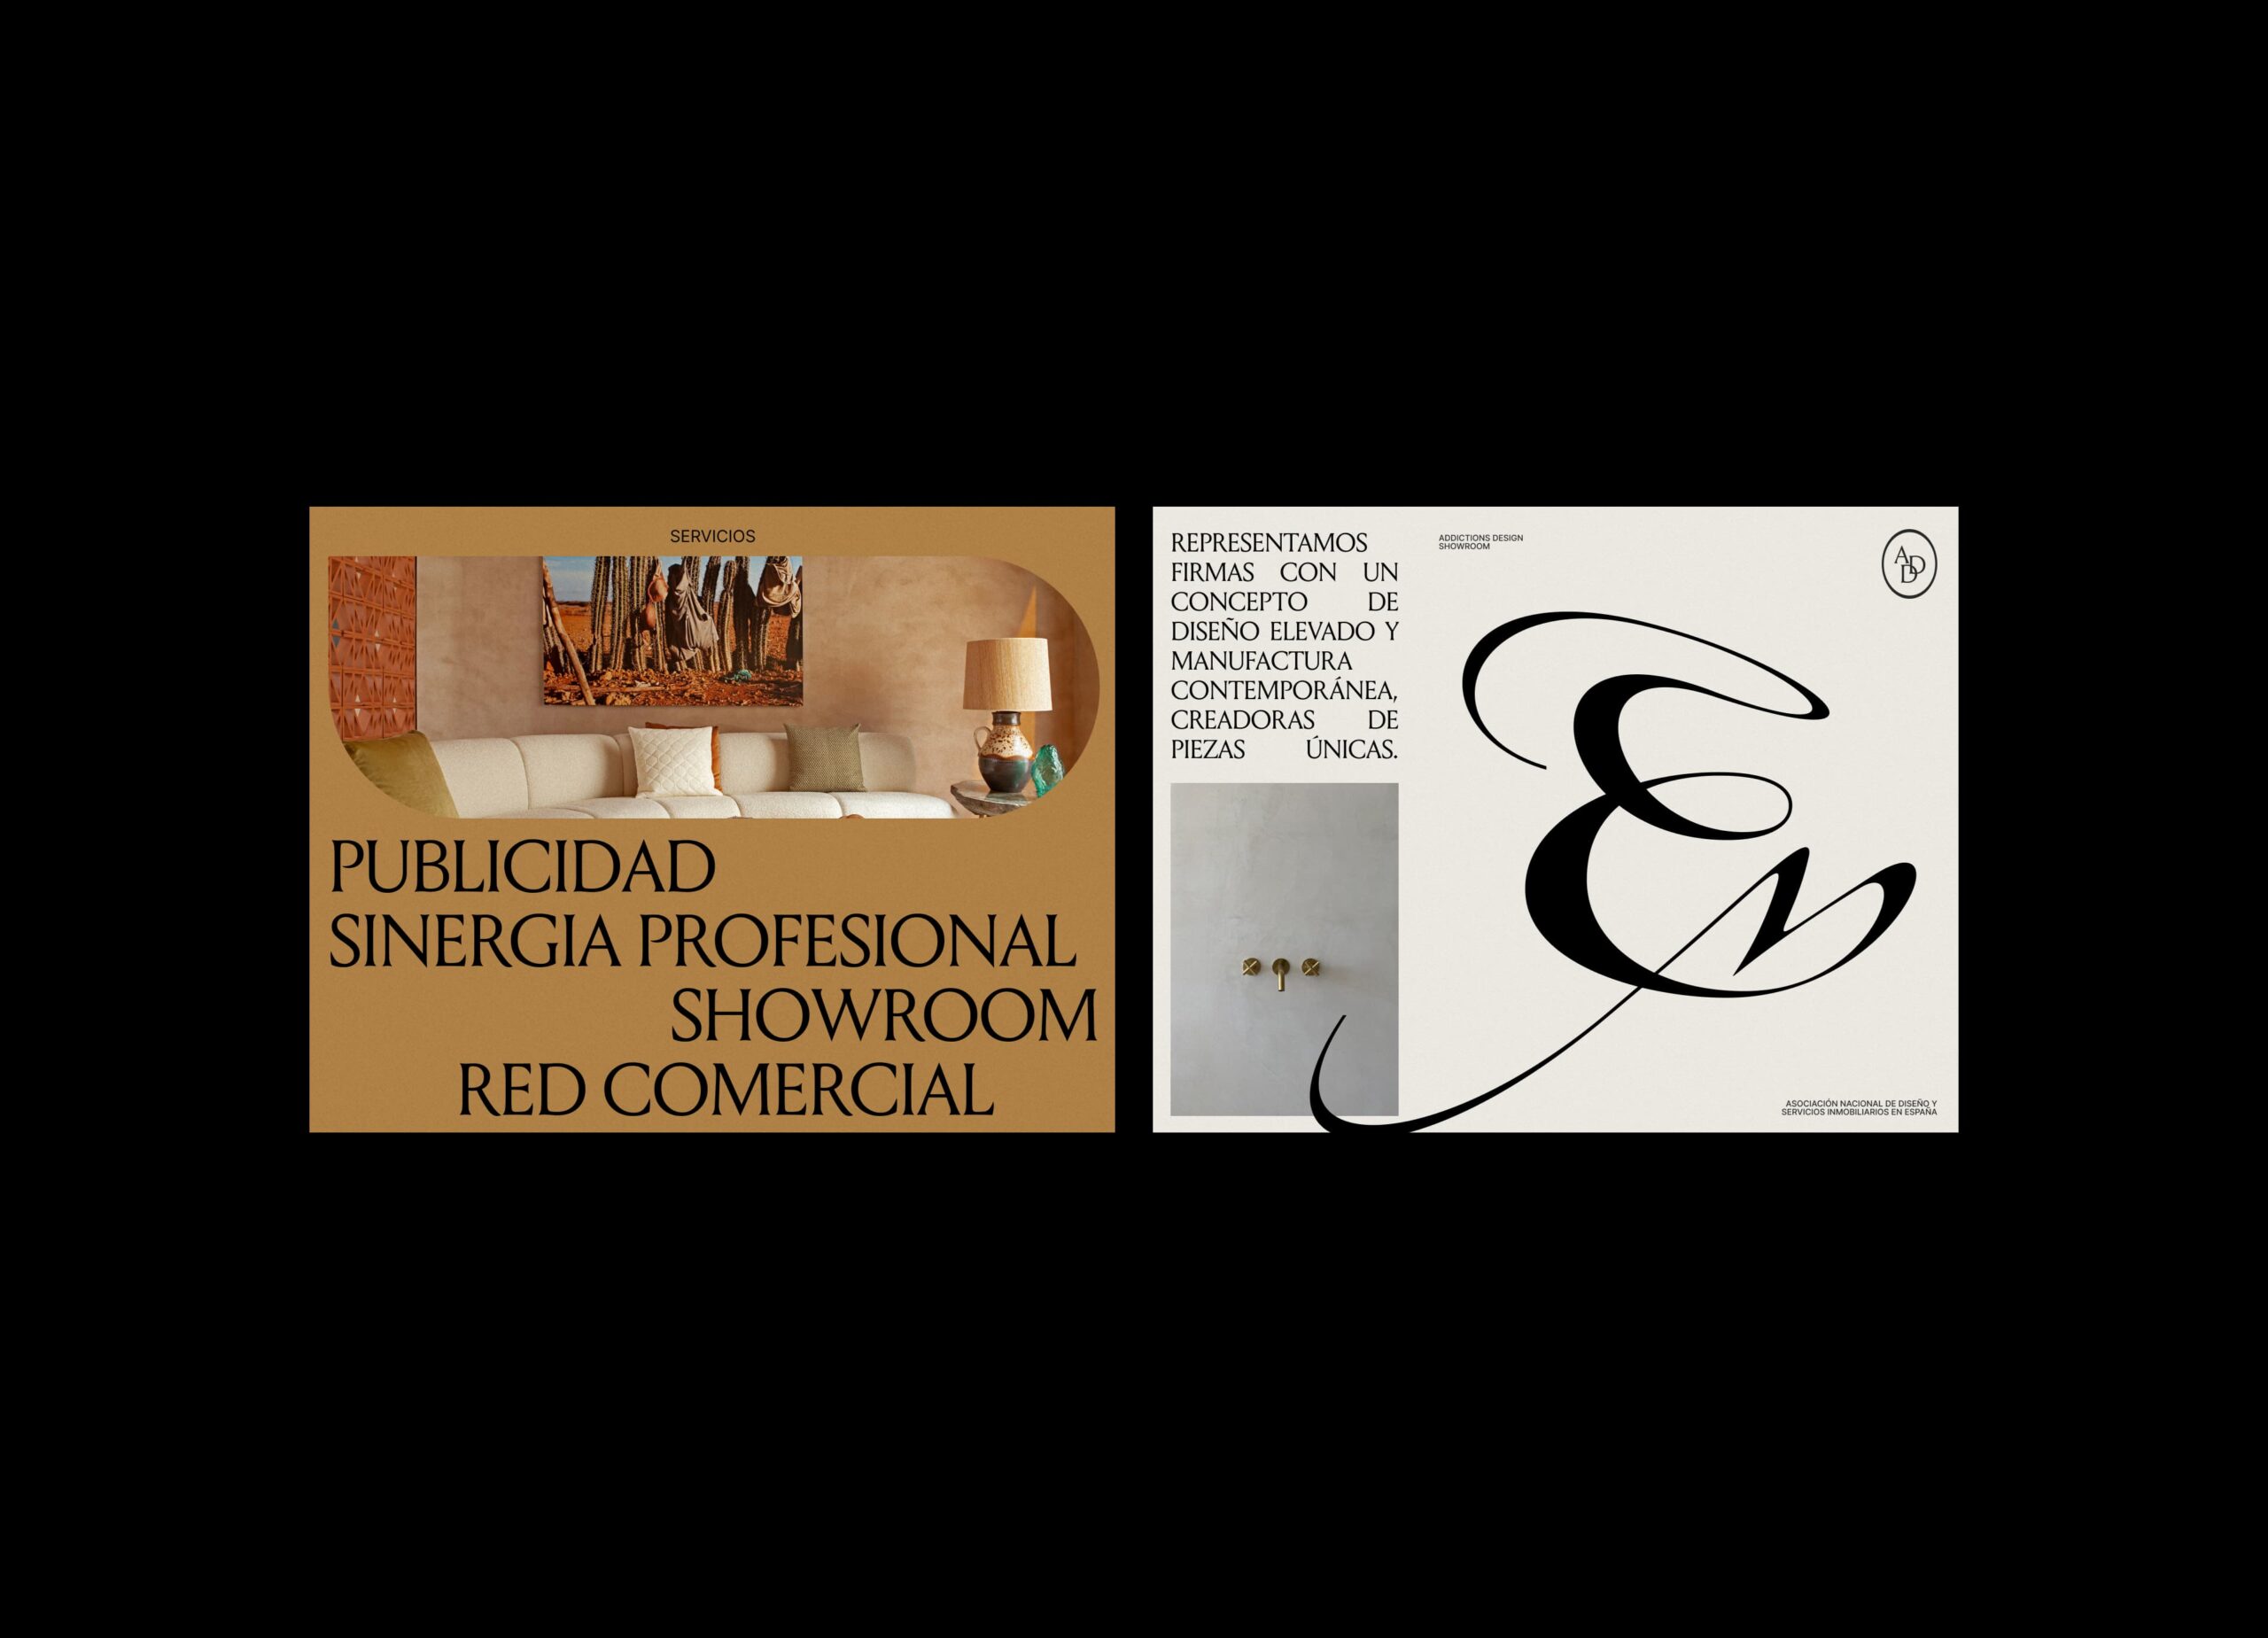 SERVICIOS
PUBLICIDAD
SINERGIA PROFESIONAL
SHOWROOM
RED COMERCIAL
REPRESENTAMOS
FIRMAS CON UN
CONCEPTO DE
DISEÑO ELEVADO Y
MANUFACTURA
CONTEMPORÁNEA,
CREADORAS DE
PIEZAS ÚNICAS.
ADDICTIONS DESIGN
SHOWROOM
ADD
En
ASOCIACIÓN NACIONAL DE DISEÑO Y
SERVICIOS INMOBILIARIOS EN ESPAÑA